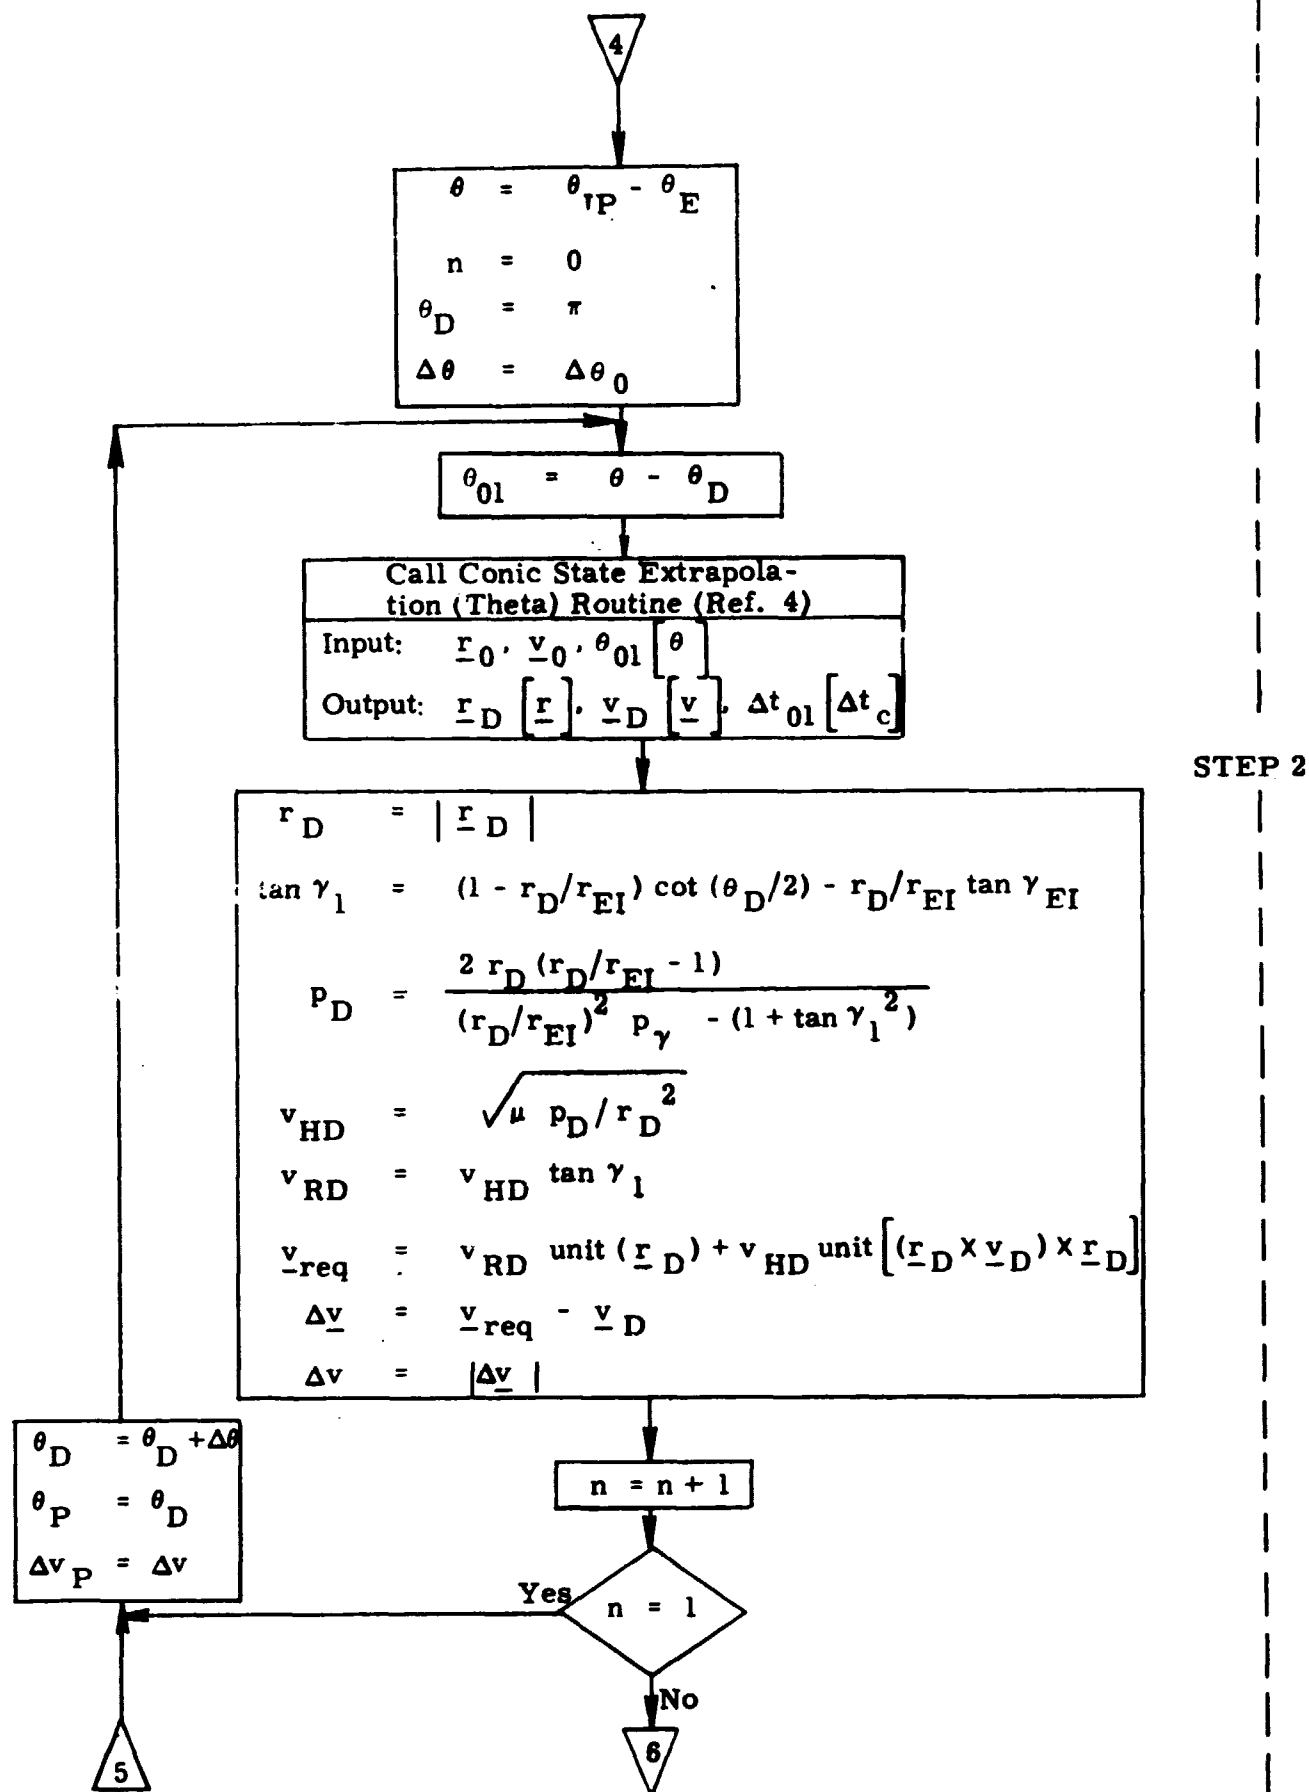 4
θ = θ_IP - θ_E
n = 0
θ_D = π
Δθ = Δθ_0
θ_01 = θ - θ_D
Call Conic State Extrapola-
tion (Theta) Routine (Ref. 4)
Input: r_0, v_0, θ_01 [θ]
Output: r_D [r], v_D [v], Δt_01 [Δt_c]
STEP 2
r_D = | r_D |
tan γ_1 = (1 - r_D/r_EI) cot (θ_D/2) - r_D/r_EI tan γ_EI
p_D = 2 r_D (r_D/r_EI - 1) / (r_D/r_EI)^2 p_γ - (1 + tan γ_1^2)
v_HD = √μ p_D / r_D^2
v_RD = v_HD tan γ_1
v_req = v_RD unit (r_D) + v_HD unit [(r_D X v_D) X r_D]
Δv = v_req - v_D
Δv = |Δv|
θ_D = θ_D + Δθ
θ_P = θ_D
Δv_P = Δv
n = n + 1
Yes
n = 1
No
5
6